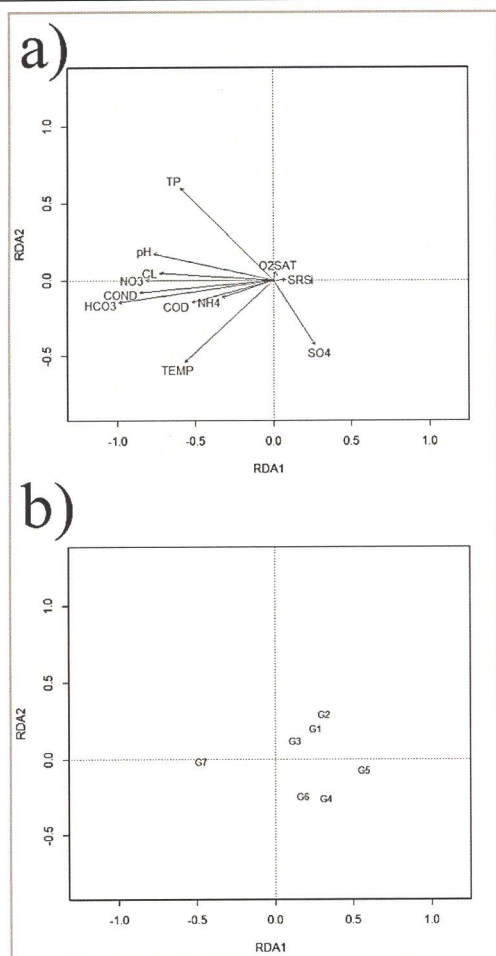 a)
1.0
TP
0.5
RDA2
pH
O2SAT
CL
0.0
NO3
SRSi
COND
HCO3
COD
NH4
-0.5
SO4
TEMP
-1.0
-0.5
0.0
0.5
1.0
RDA1
b)
1.0
0.5
G2
RDA2
G1
G3
0.0
G7
G5
G6
G4
-0.5
-1.0
-0.5
0.0
0.5
1.0
RDA1